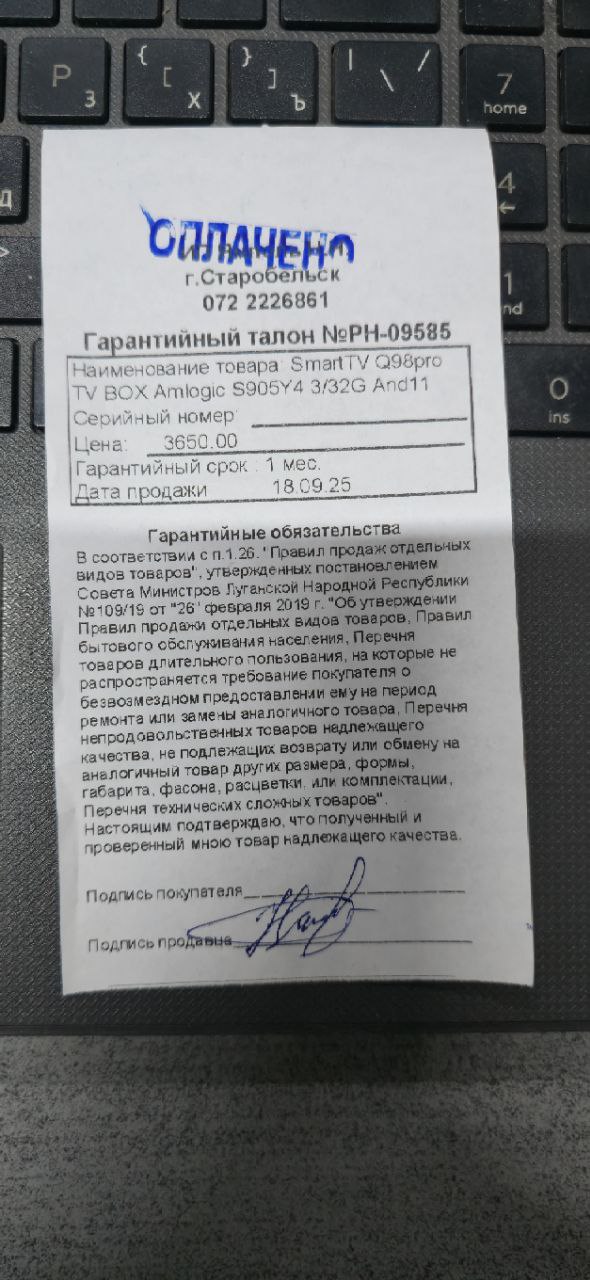 P З
{ [ Х
} ] Ъ
| \ /
7 home
4
Д
1
0 ins
ОПЛАЧЕНО
г.Старобельск
072 2226861
Гарантийный талон №РН-09585
Наименование товара: SmartTV Q98pro
TV BOX Amlogic S905Y4 3/32G And11
Серийный номер:
Цена: 3650.00
Гарантийный срок : 1 мес.
Дата продажи 18.09.25
Гарантийные обязательства
В соответствии с п.1.26. "Правил продаж отдельных
видов товаров", утвержденных постановлением
Совета Министров Луганской Народной Республики
№109/19 от "26" февраля 2019 г. "Об утверждении
Правил продажи отдельных видов товаров, Правил
бытового обслуживания населения, Перечня
товаров длительного пользования, на которые не
распространяется требование покупателя о
безвозмездном предоставлении ему на период
ремонта или замены аналогичного товара, Перечня
непродовольственных товаров надлежащего
качества, не подлежащих возврату или обмену на
аналогичный товар других размера, формы,
габарита, фасона, расцветки, или комплектации,
Перечня технических сложных товаров".
Настоящим подтверждаю, что полученный и
проверенный мною товар надлежащего качества.
Подпись покупателя
Подпись продавца